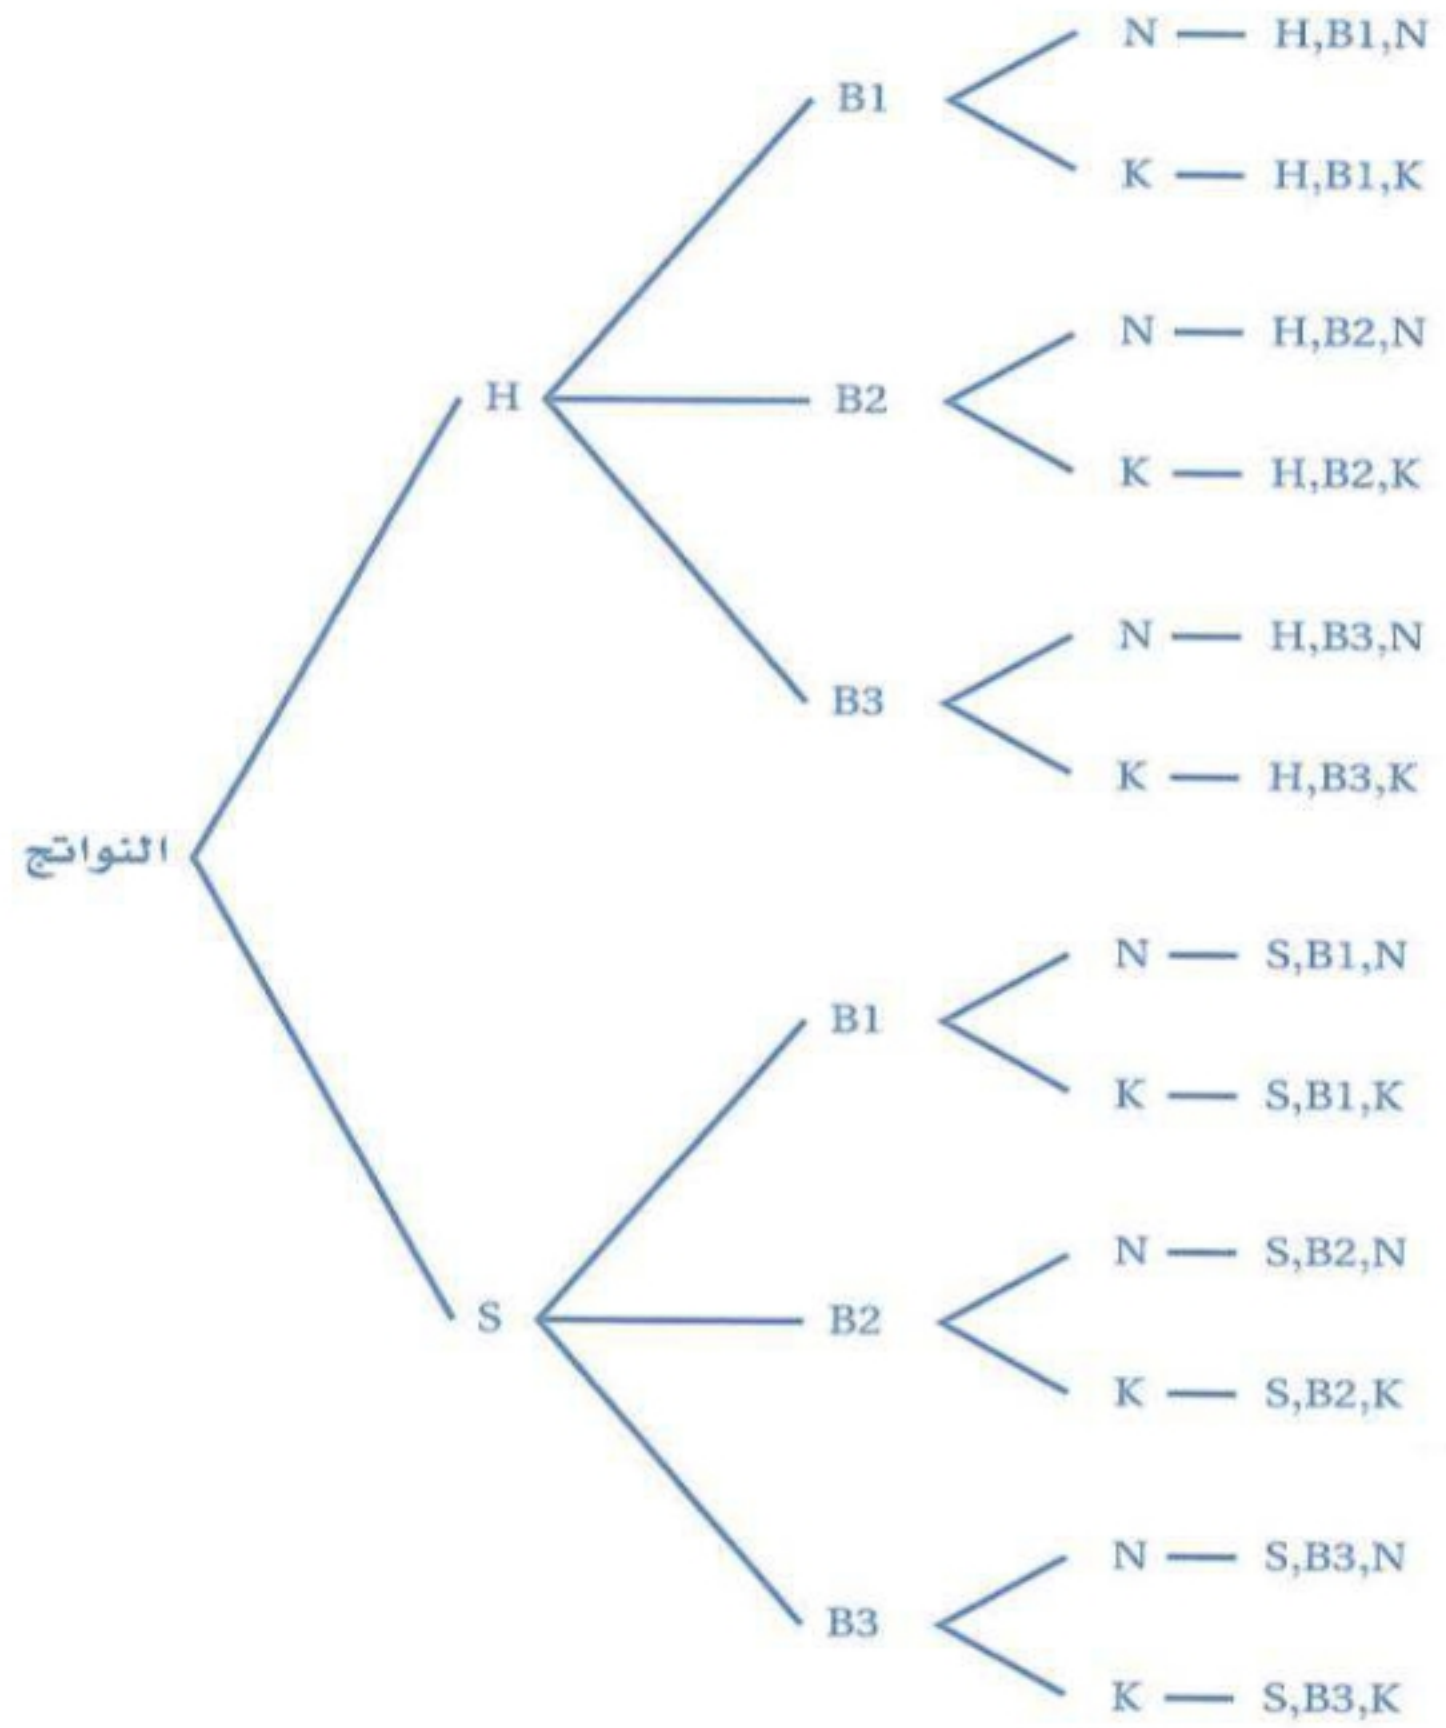 N — H,B1,N
B1
K — H,B1,K
N — H,B2,N
H
B2
K — H,B2,K
N — H,B3,N
B3
K — H,B3,K
النواتج
N — S,B1,N
B1
K — S,B1,K
N — S,B2,N
S
B2
K — S,B2,K
N — S,B3,N
B3
K — S,B3,K